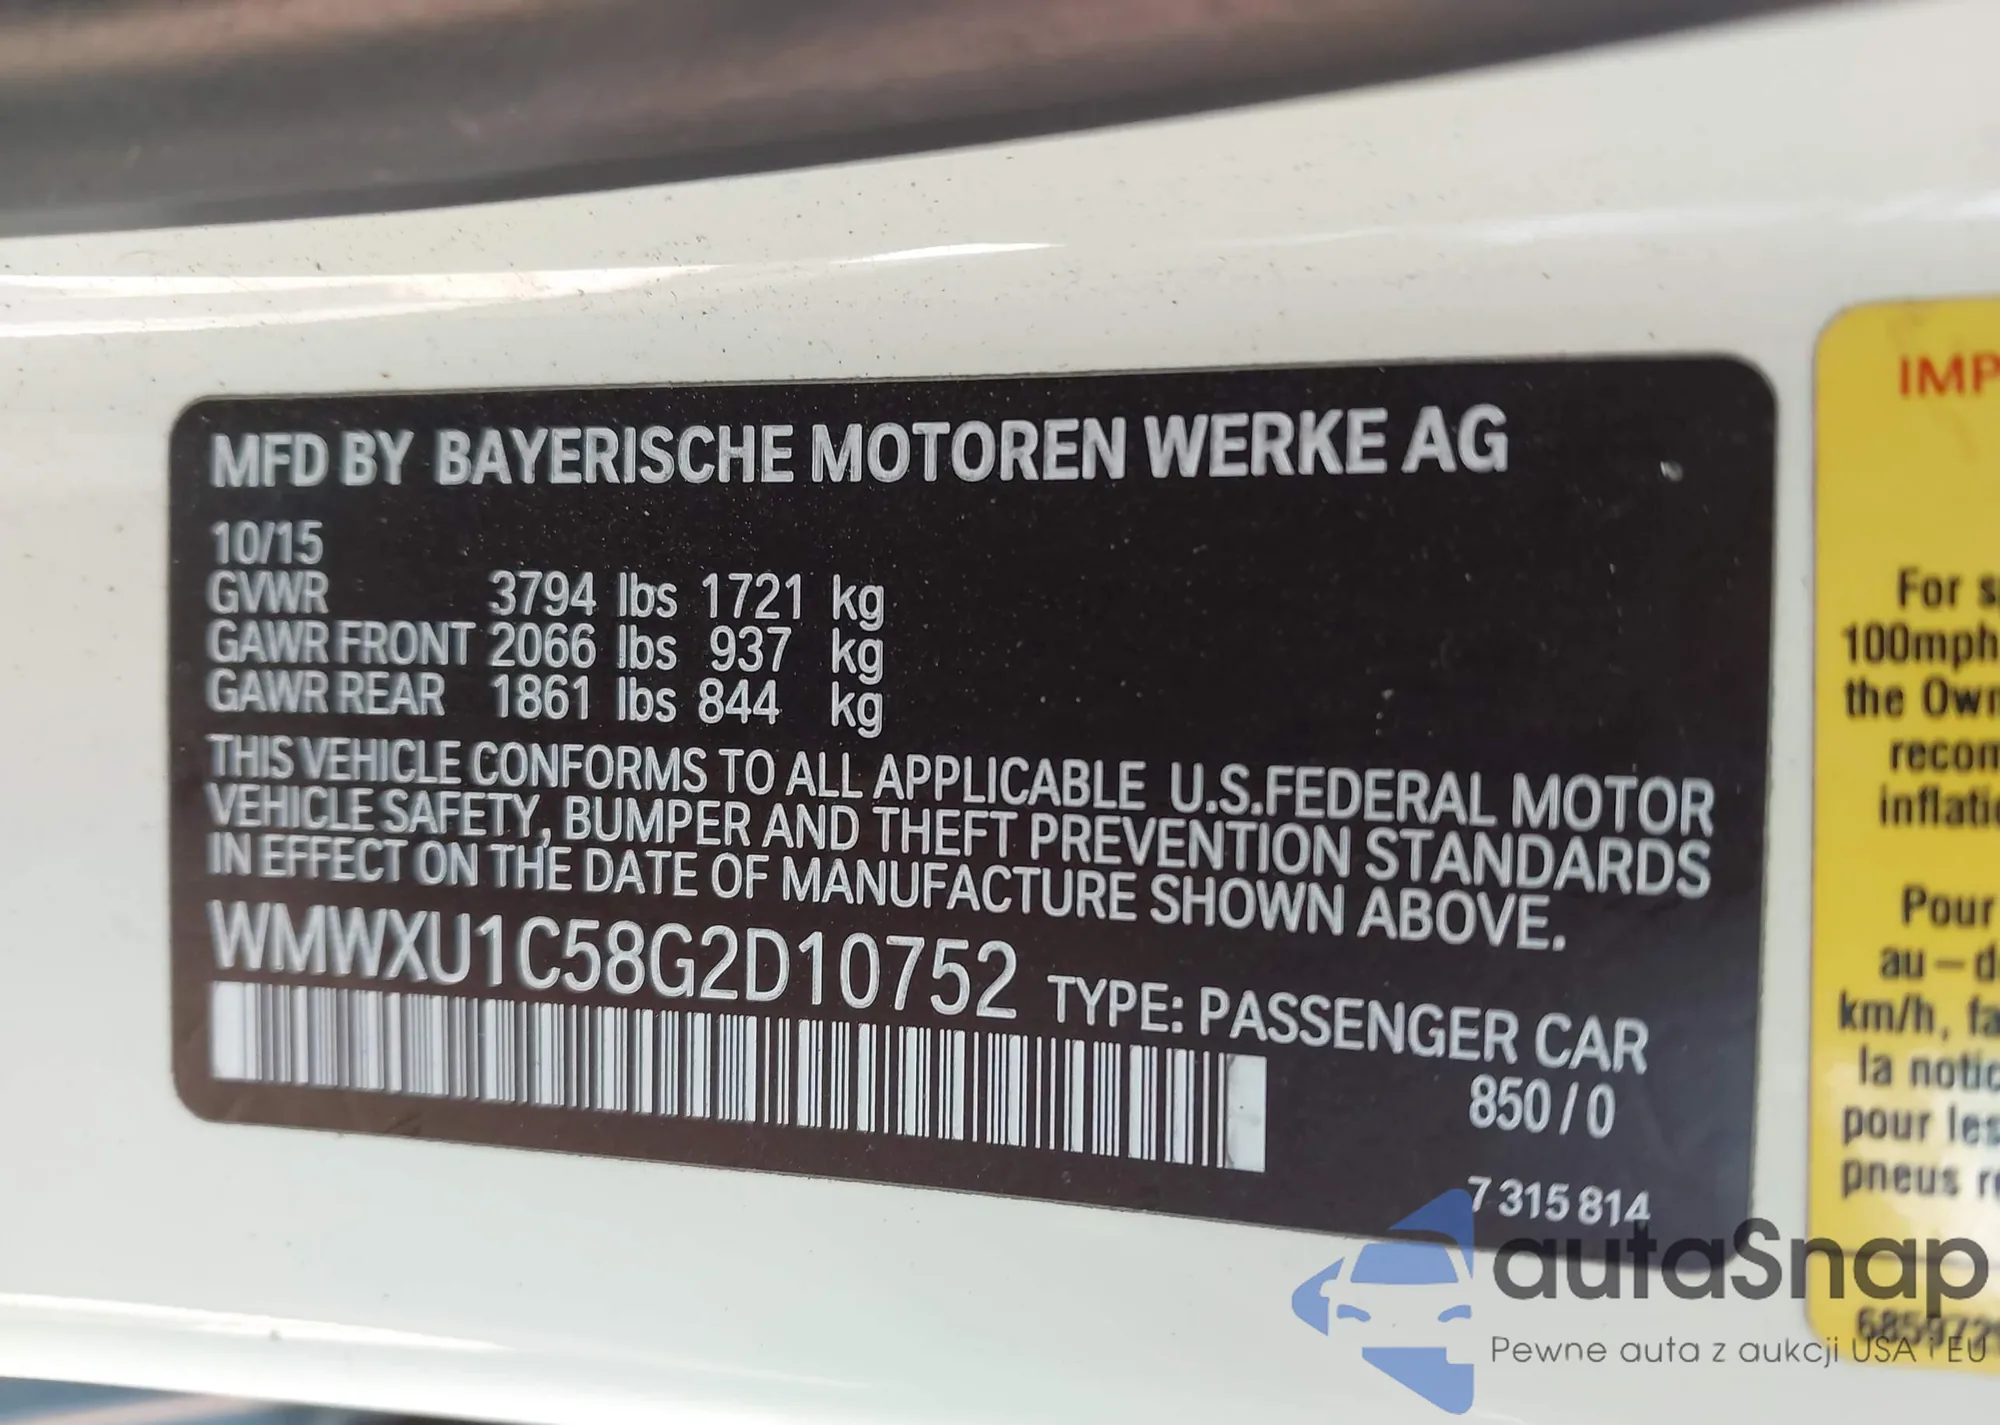 MFD BY BAYERISCHE MOTOREN WERKE AG
10/15
GVWR 3794 lbs 1721 kg
GAWR FRONT 2066 lbs 937 kg
GAWR REAR 1861 lbs 844 kg
THIS VEHICLE CONFORMS TO ALL APPLICABLE U.S.FEDERAL MOTOR
VEHICLE SAFETY, BUMPER AND THEFT PREVENTION STANDARDS
IN EFFECT ON THE DATE OF MANUFACTURE SHOWN ABOVE.
WMWXU1C58G2D10752 TYPE: PASSENGER CAR
850 / 0
7 315 814
IMP
For s
100mph
the Own
recom
inflatio
Pour
au – d
km/h, fa
la notic
pour les
pneus r
685972
autaSnap
Pewne auta z aukcji USA i EU